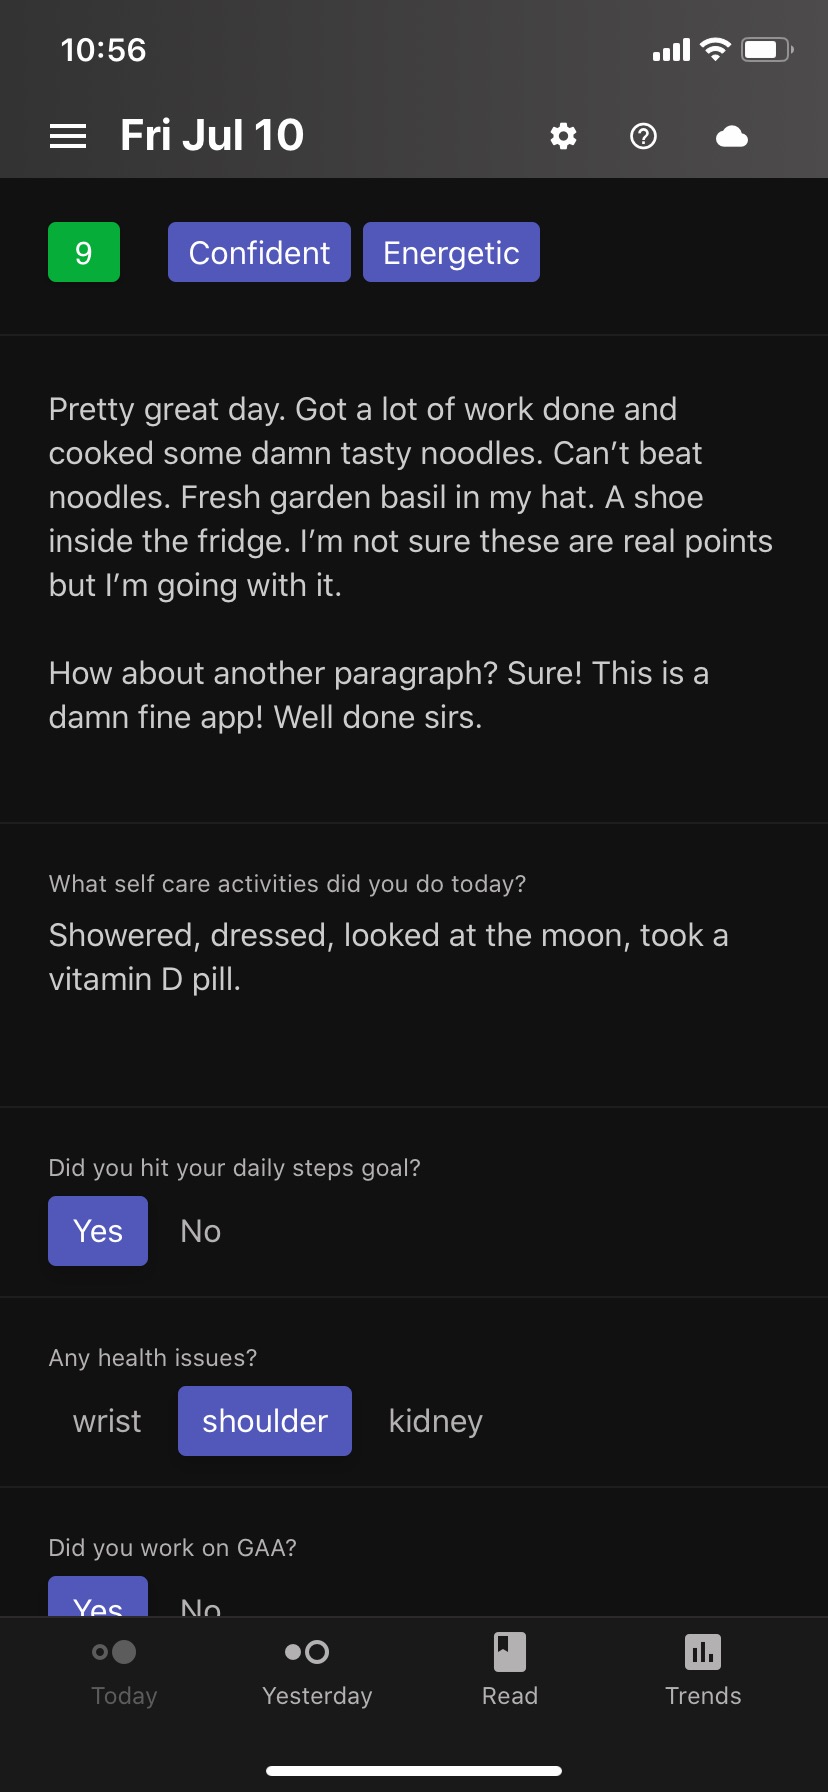 10:56
Fri Jul 10
9 Confident Energetic
Pretty great day. Got a lot of work done and
cooked some damn tasty noodles. Can’t beat
noodles. Fresh garden basil in my hat. A shoe
inside the fridge. I’m not sure these are real points
but I’m going with it.
How about another paragraph? Sure! This is a
damn fine app! Well done sirs.
What self care activities did you do today?
Showered, dressed, looked at the moon, took a
vitamin D pill.
Did you hit your daily steps goal?
Yes No
Any health issues?
wrist shoulder kidney
Did you work on GAA?
Yes No
Today Yesterday Read Trends